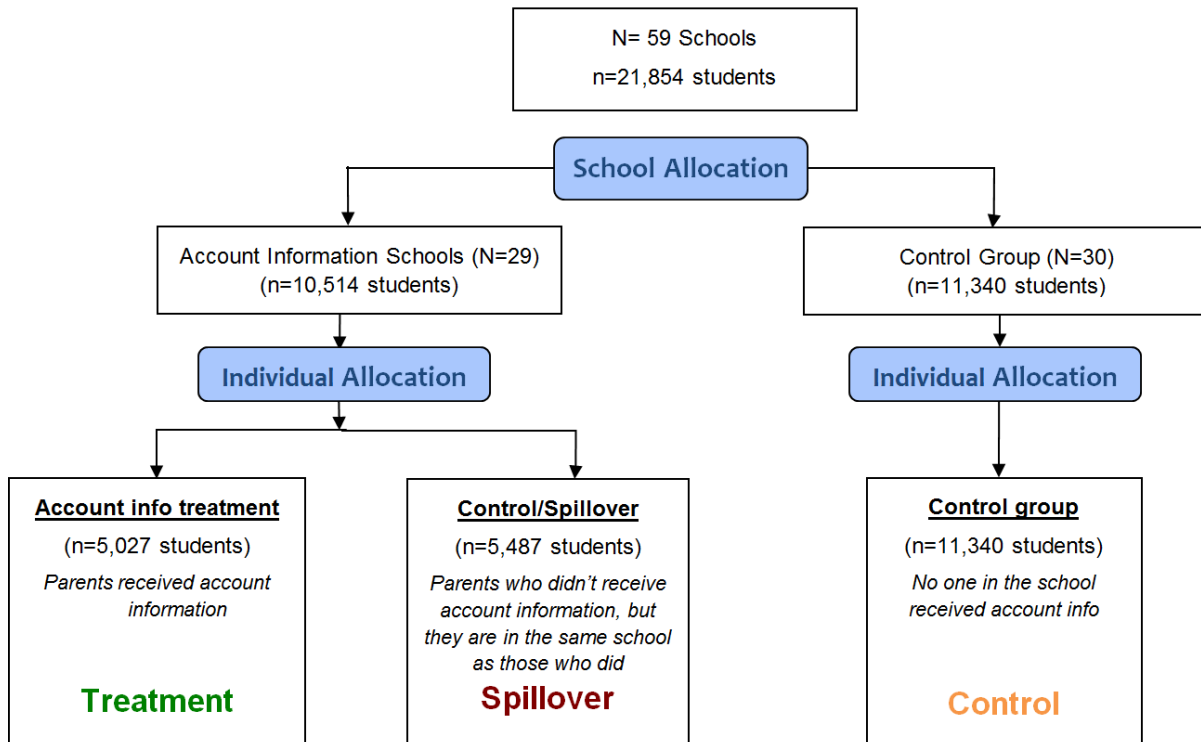 N= 59 Schools
n=21,854 students
School Allocation
Account Information Schools (N=29)
(n=10,514 students)
Control Group (N=30)
(n=11,340 students)
Individual Allocation
Individual Allocation
Account info treatment
(n=5,027 students)
Parents received account
information
Treatment
Control/Spillover
(n=5,487 students)
Parents who didn’t receive
account information, but
they are in the same school
as those who did
Spillover
Control group
(n=11,340 students)
No one in the school
received account info
Control